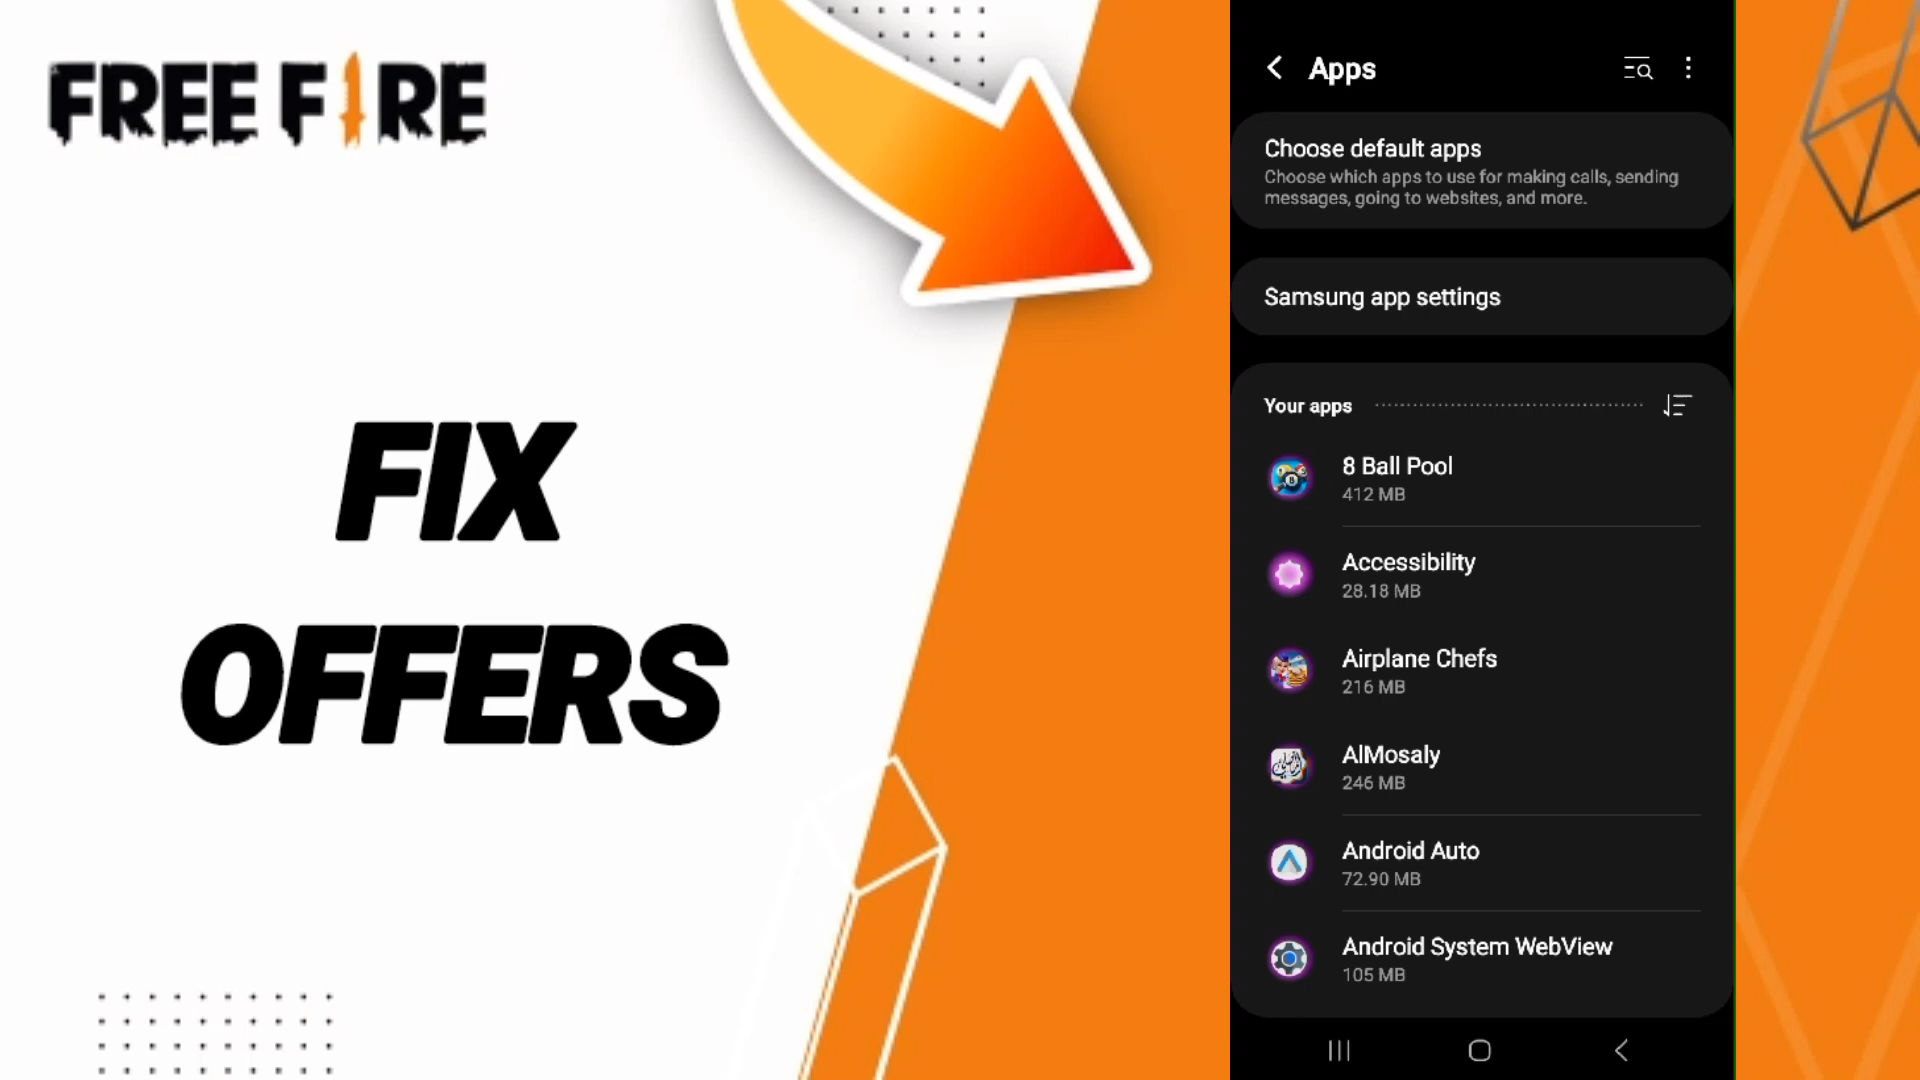 FREE FIRE
FIX
OFFERS
Apps
Choose default apps
Choose which apps to use for making calls, sending
messages, going to websites, and more.
Samsung app settings
Your apps
8 Ball Pool
412 MB
Accessibility
28.18 MB
Airplane Chefs
216 MB
AlMosaly
246 MB
Android Auto
72.90 MB
Android System WebView
105 MB